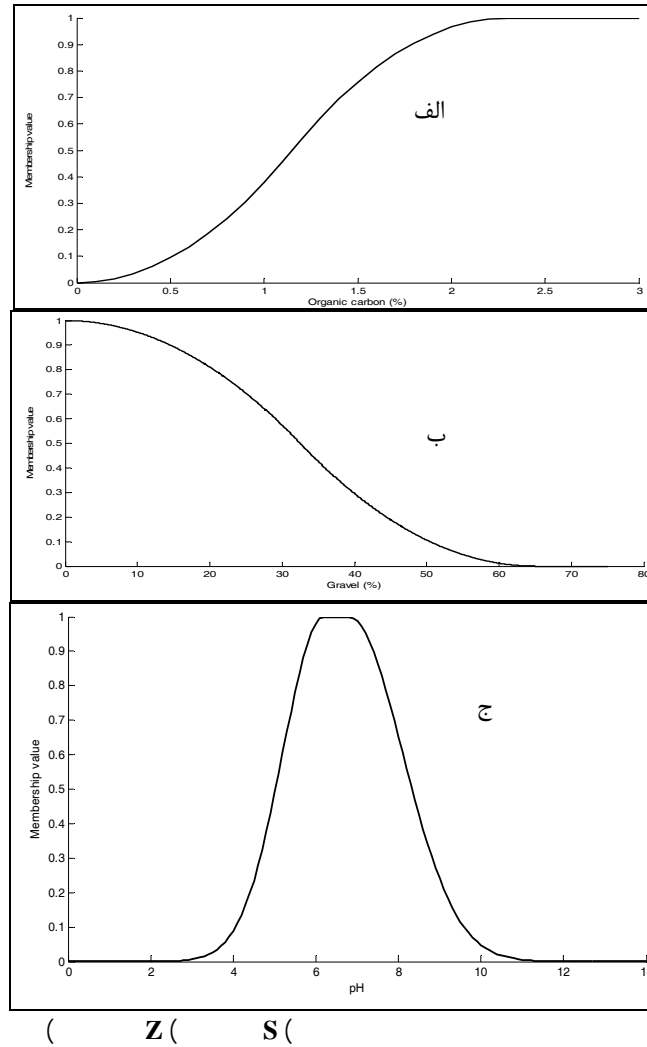 1
0.9
0.8
0.7
0.6
0.5
0.4
0.3
0.2
0.1
0
Membership value
الف
0 0.5 1 1.5 2 2.5 3
Organic carbon (%)
1
0.9
0.8
0.7
0.6
0.5
0.4
0.3
0.2
0.1
0
Membership value
ب
0 10 20 30 40 50 60 70 80
Gravel (%)
1
0.9
0.8
0.7
0.6
0.5
0.4
0.3
0.2
0.1
0
Membership value
ج
0 2 4 6 8 10 12 14
pH
( Z ( S (